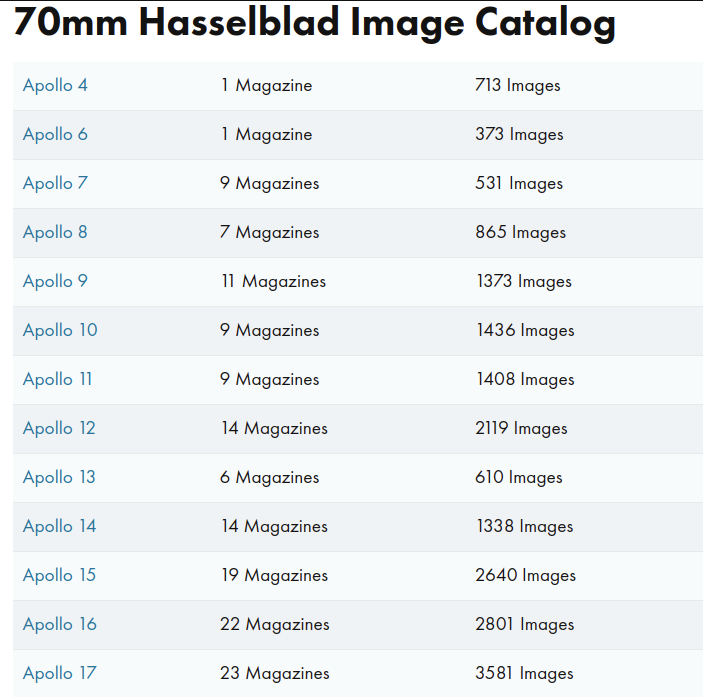 70mm Hasselblad Image Catalog
Apollo 4 1 Magazine 713 Images
Apollo 6 1 Magazine 373 Images
Apollo 7 9 Magazines 531 Images
Apollo 8 7 Magazines 865 Images
Apollo 9 11 Magazines 1373 Images
Apollo 10 9 Magazines 1436 Images
Apollo 11 9 Magazines 1408 Images
Apollo 12 14 Magazines 2119 Images
Apollo 13 6 Magazines 610 Images
Apollo 14 14 Magazines 1338 Images
Apollo 15 19 Magazines 2640 Images
Apollo 16 22 Magazines 2801 Images
Apollo 17 23 Magazines 3581 Images